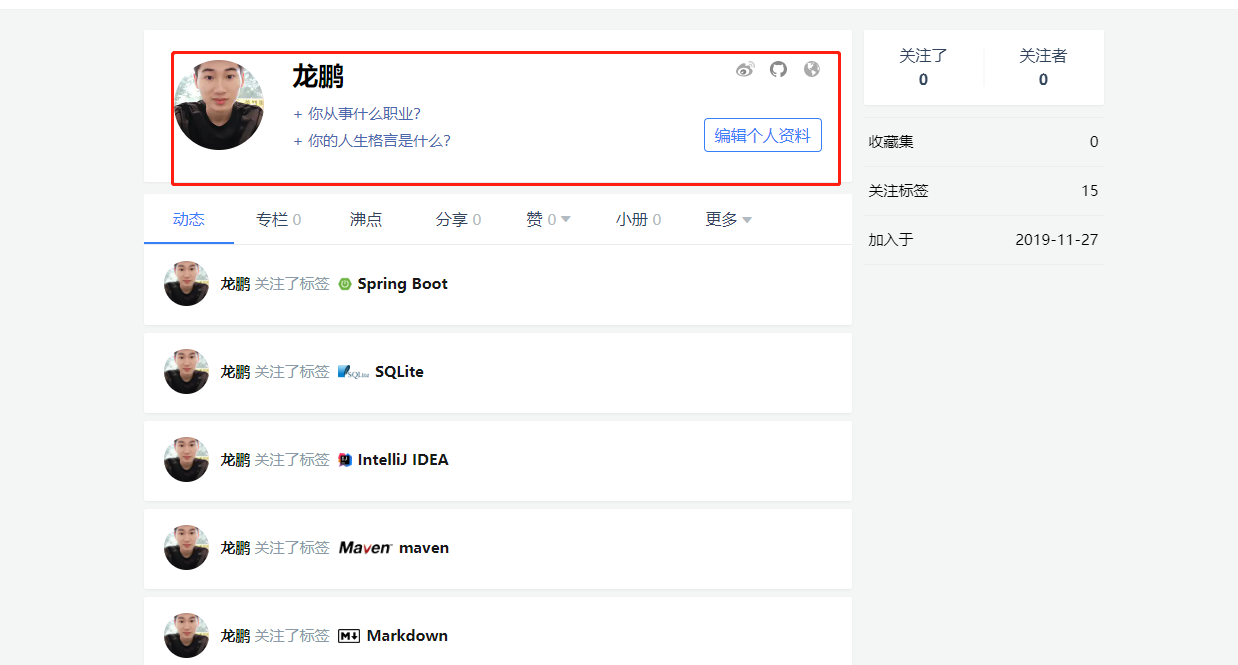 龙鹏
+ 你从事什么职业?
+ 你的人生格言是什么?
编辑个人资料
关注了 关注者
0 0
收藏集 0
关注标签 15
加入于 2019-11-27
动态 专栏 0 沸点 分享 0 赞 0 小册 0 更多
龙鹏 关注了标签 Spring Boot
龙鹏 关注了标签 SQLite SQLite
龙鹏 关注了标签 IntelliJ IDEA
龙鹏 关注了标签 Maven maven
龙鹏 关注了标签 M Markdown